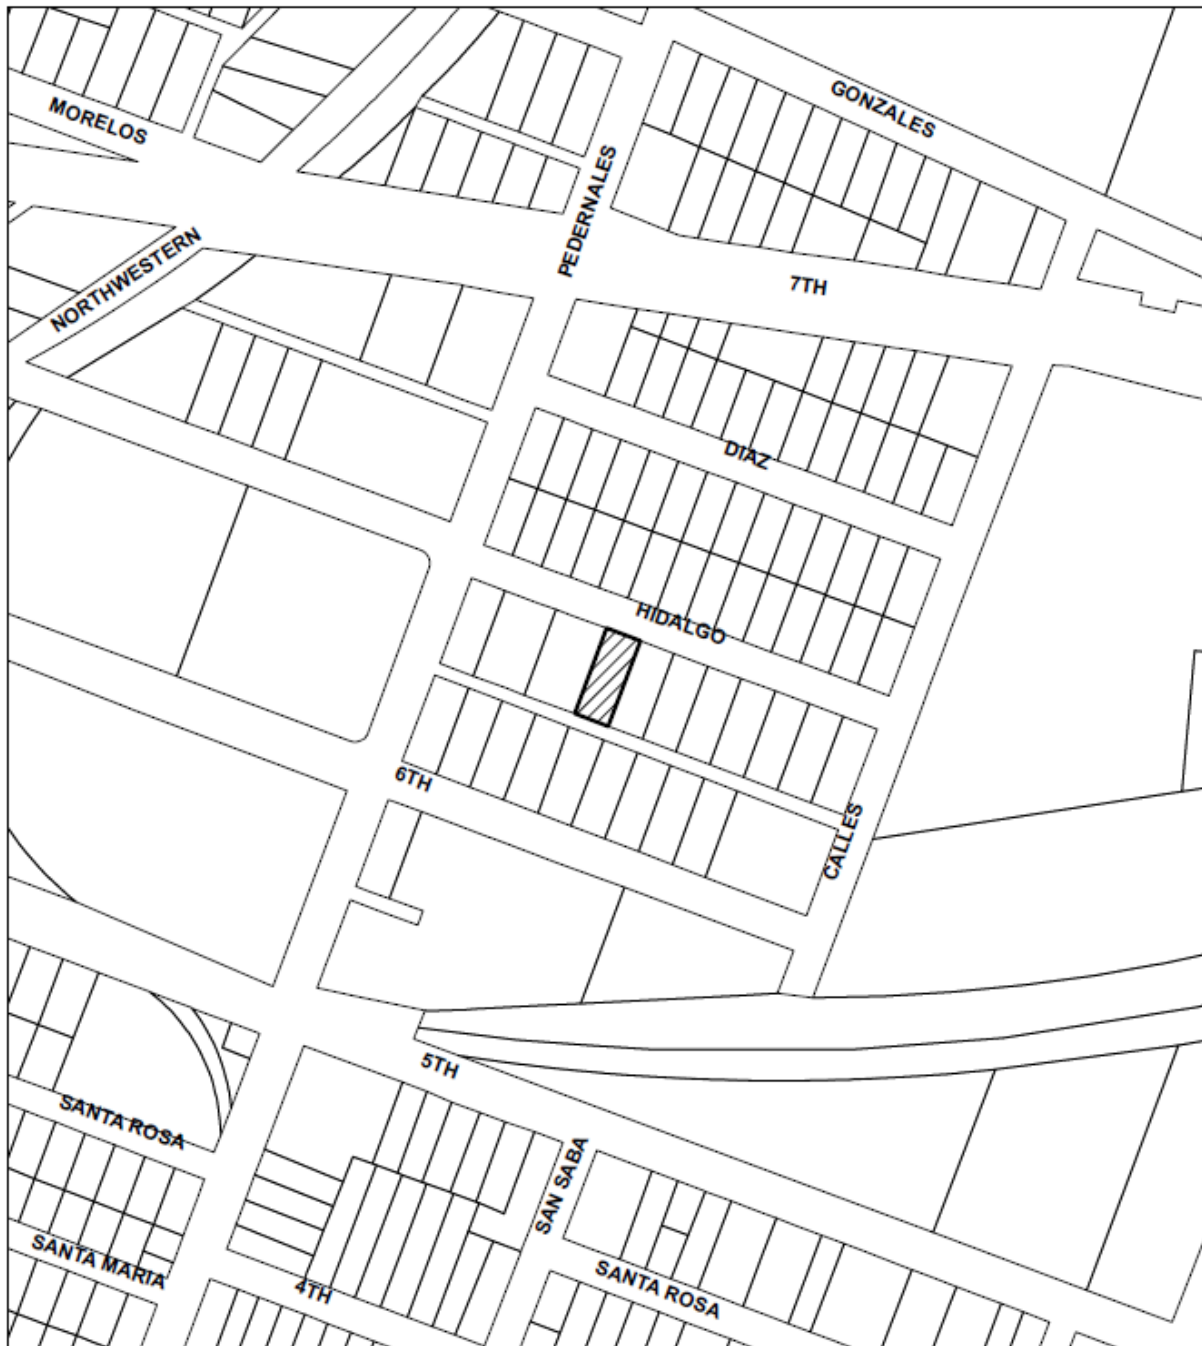 GONZALES
MORELOS
PEDERNALES
NORTHWESTERN
7TH
DIAZ
HIDALGO
6TH
CALLES
5TH
SANTA ROSA
SAN SABA
SANTA MARIA
4TH
SANTA ROSA